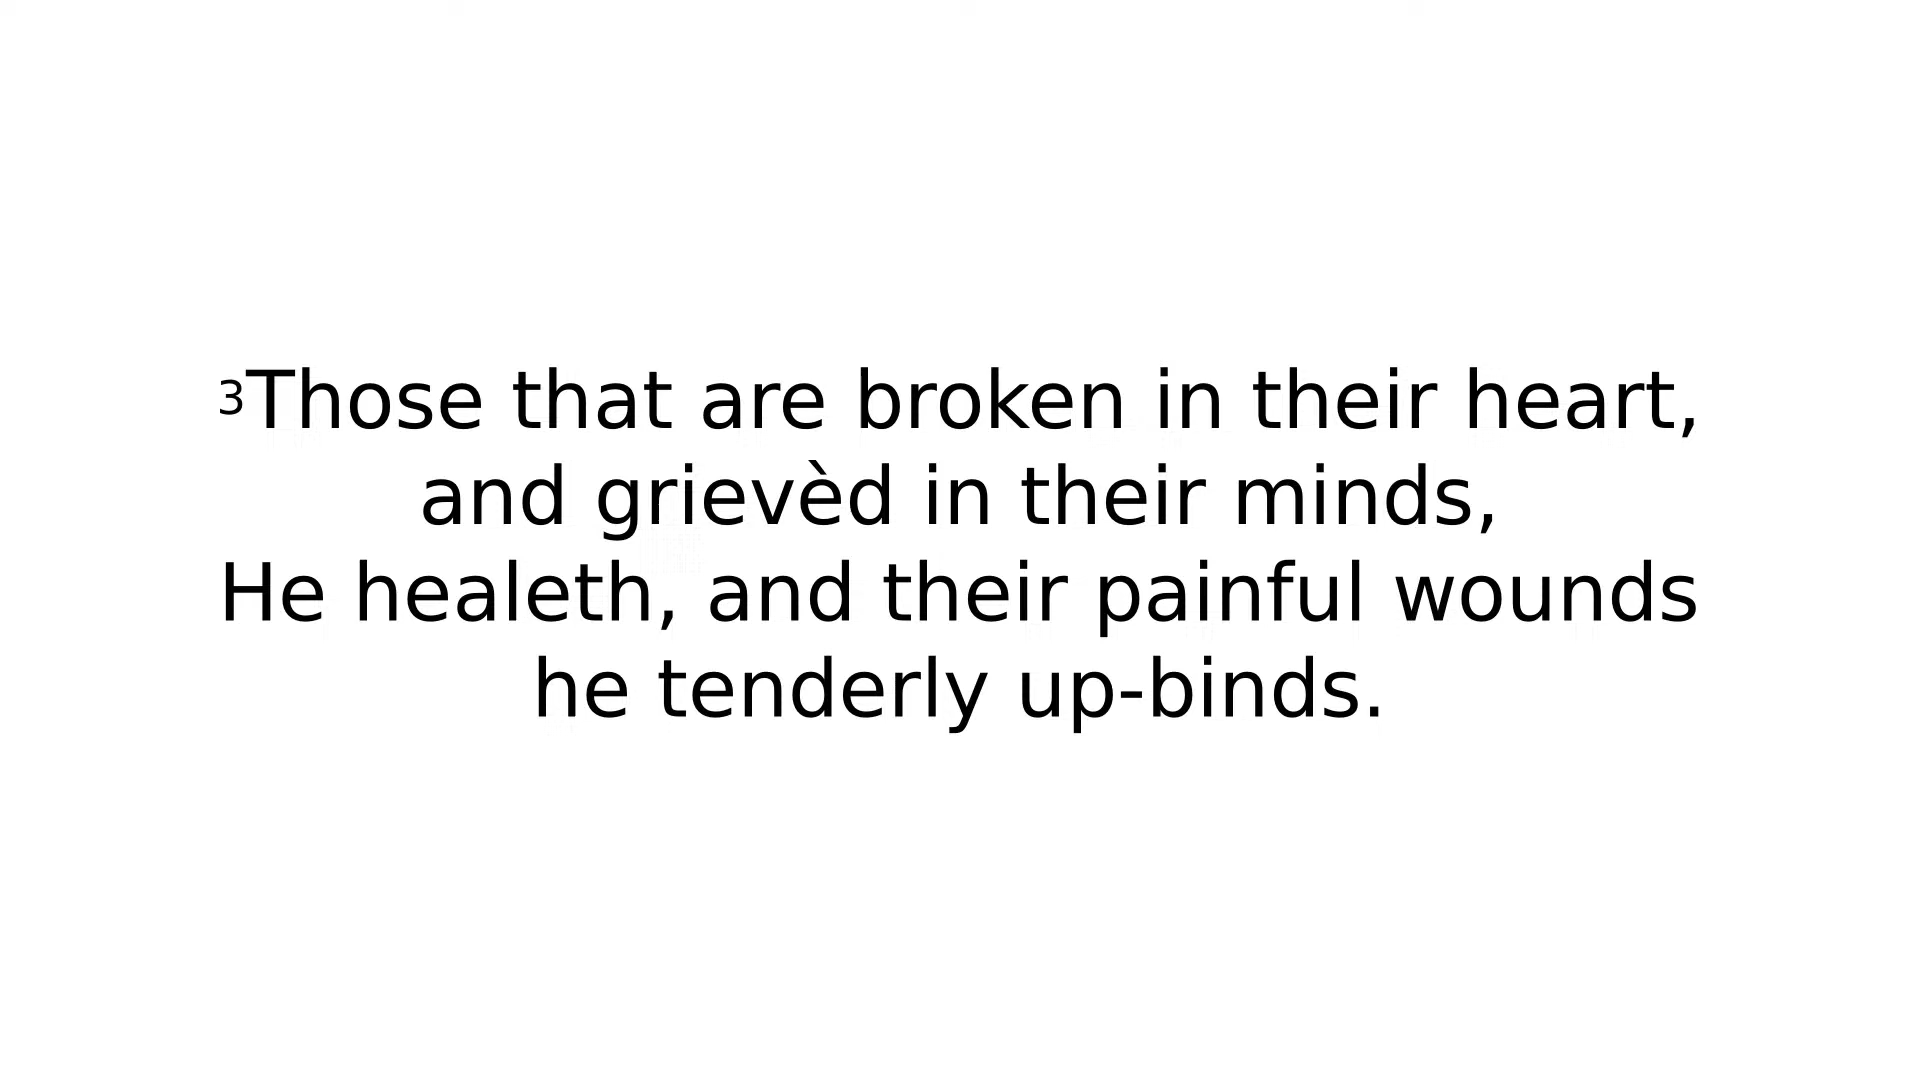 ³Those that are broken in their heart,
and grievèd in their minds,
He healeth, and their painful wounds
he tenderly up-binds.